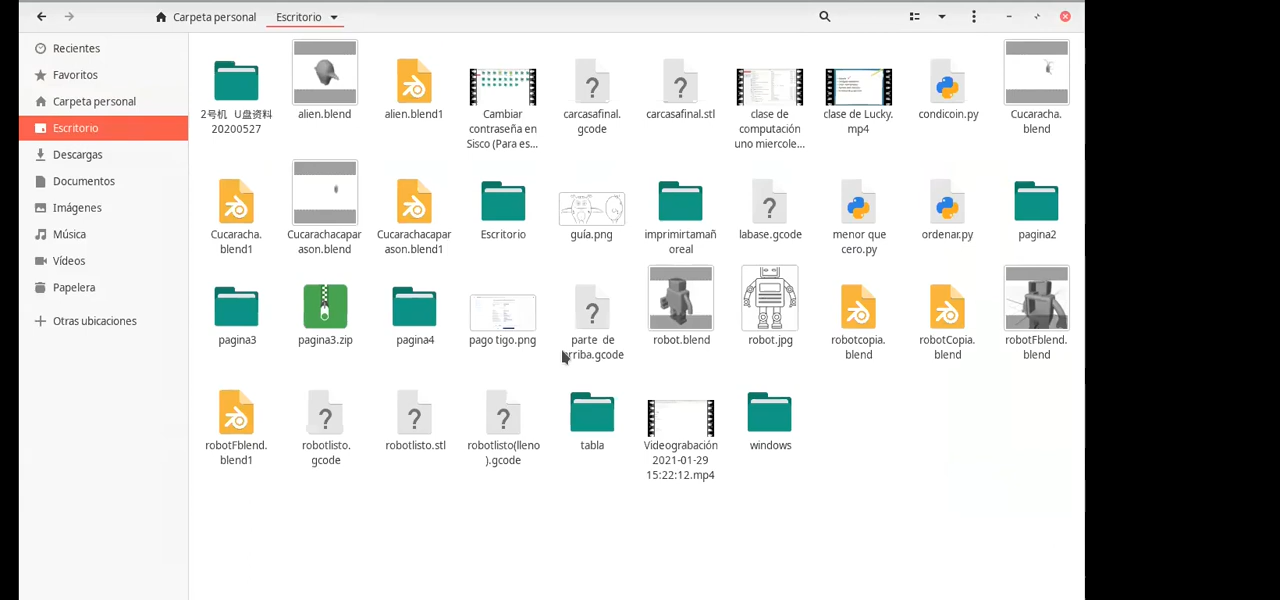 Carpeta personal
Escritorio
Recientes
Favoritos
Carpeta personal
Escritorio
Descargas
Documentos
Imágenes
Música
Vídeos
Papelera
Otras ubicaciones
2号机 U盘资料
20200527
alien.blend
alien.blend1
Cambiar
contraseña en
Sisco (Para es...
carcasafinal.
gcode
carcasafinal.stl
clase de
computación
uno miercole...
clase de Lucky.
mp4
condicoin.py
Cucaracha.
blend
Cucaracha.
blend1
Cucarachacapar
ason.blend
Cucarachacapar
ason.blend1
Escritorio
guía.png
imprimirtamañ
oreal
labase.gcode
menor que
cero.py
ordenar.py
pagina2
pagina3
pagina3.zip
pagina4
pago tigo.png
parte de
arriba.gcode
robot.blend
robot.jpg
robotcopia.
blend
robotCopia.
blend
robotFblend.
blend
robotFblend.
blend1
robotlisto.
gcode
robotlisto.stl
robotlisto(lleno
).gcode
tabla
Videograbación
2021-01-29
15:22:12.mp4
windows